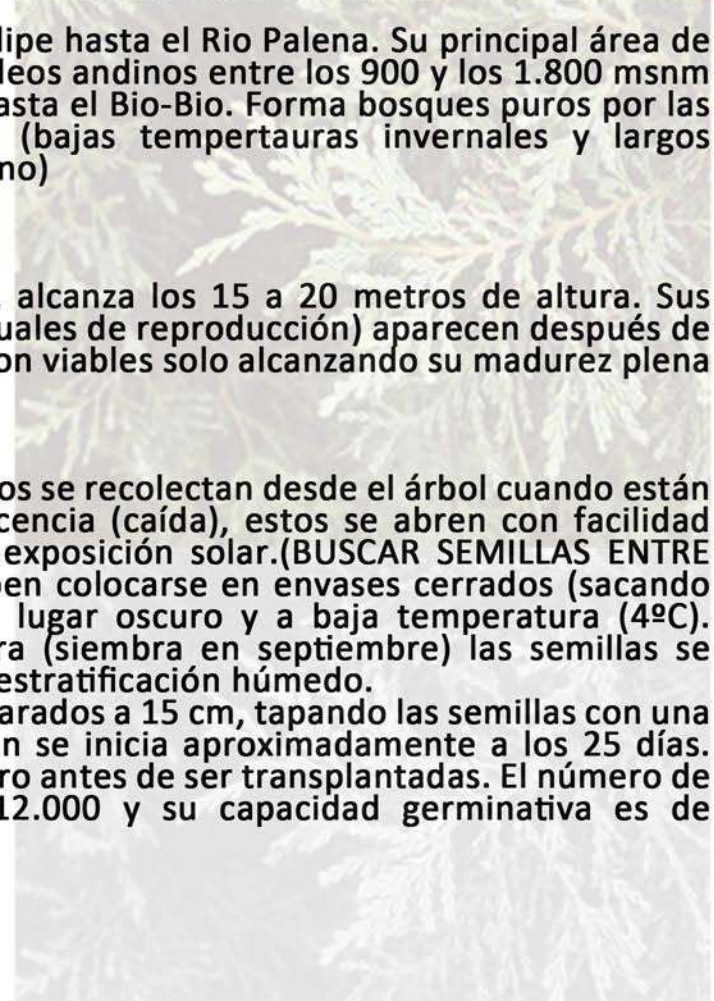 lipe hasta el Rio Palena. Su principal área de
leos andinos entre los 900 y los 1.800 msnm
asta el Bio-Bio. Forma bosques puros por las
(bajas tempertauras invernales y largos
no)
alcanza los 15 a 20 metros de altura. Sus
uales de reproducción) aparecen después de
on viables solo alcanzando su madurez plena
os se recolectan desde el árbol cuando están
cencia (caída), estos se abren con facilidad
exposición solar.(BUSCAR SEMILLAS ENTRE
ben colocarse en envases cerrados (sacando
lugar oscuro y a baja temperatura (4ºC).
ra (siembra en septiembre) las semillas se
estratificación húmedo.
arados a 15 cm, tapando las semillas con una
n se inicia aproximadamente a los 25 días.
ro antes de ser transplantadas. El número de
12.000 y su capacidad germinativa es de